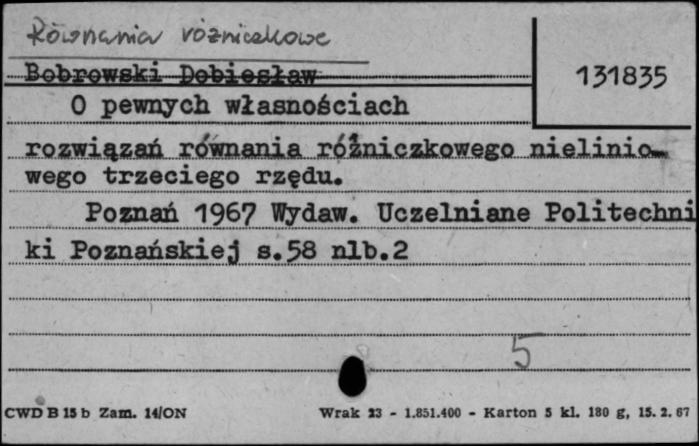 Równania różniczkowe
Bobrowski Dobiesław
131835
O pewnych własnościach
rozwiązań równania różniczkowego nielinio-
wego trzeciego rzędu.
Poznań 1967 Wydaw. Uczelniane Politechni
ki Poznańskiej s.58 nlb.2
5
CWD B 15 b Zam. 14/ON
Wrak 23 - 1.851.400 - Karton 5 kl. 180 g, 15. 2. 67